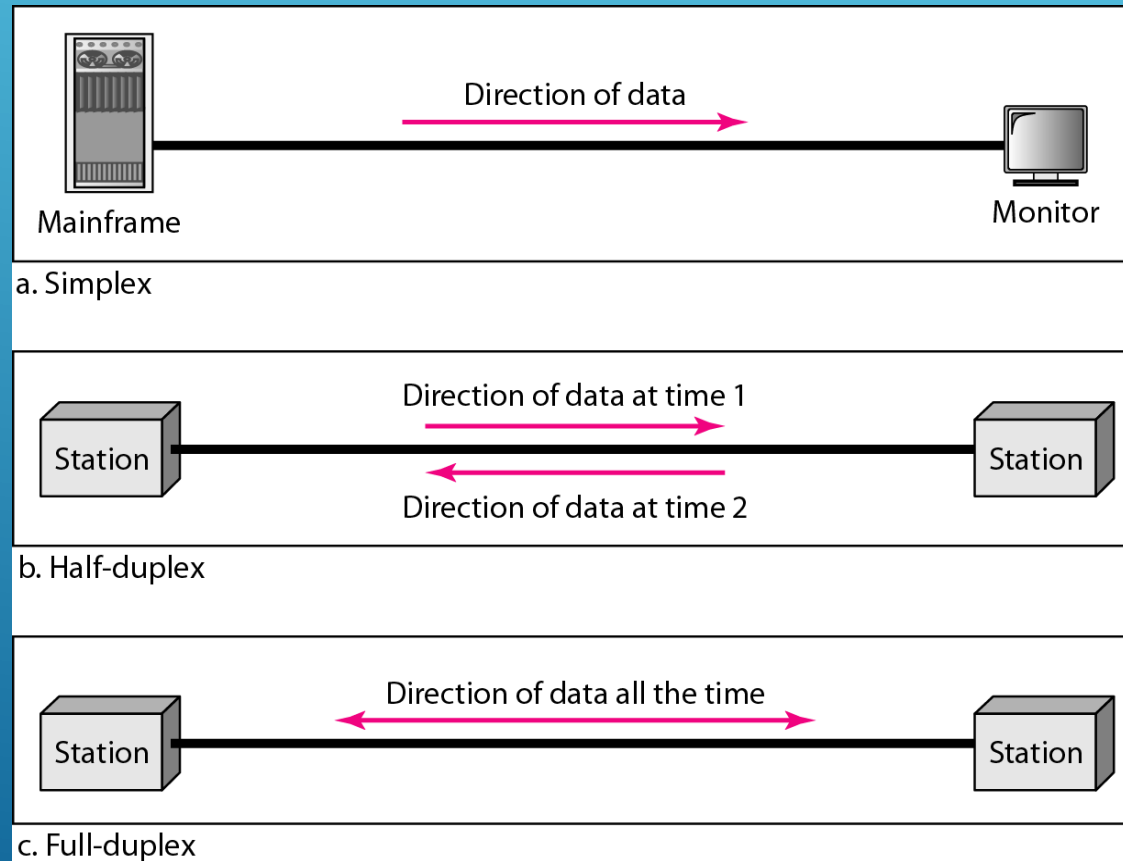 Direction of data
Mainframe
Monitor
a. Simplex
Direction of data at time 1
Station
Station
Direction of data at time 2
b. Half-duplex
Direction of data all the time
Station
Station
c. Full-duplex